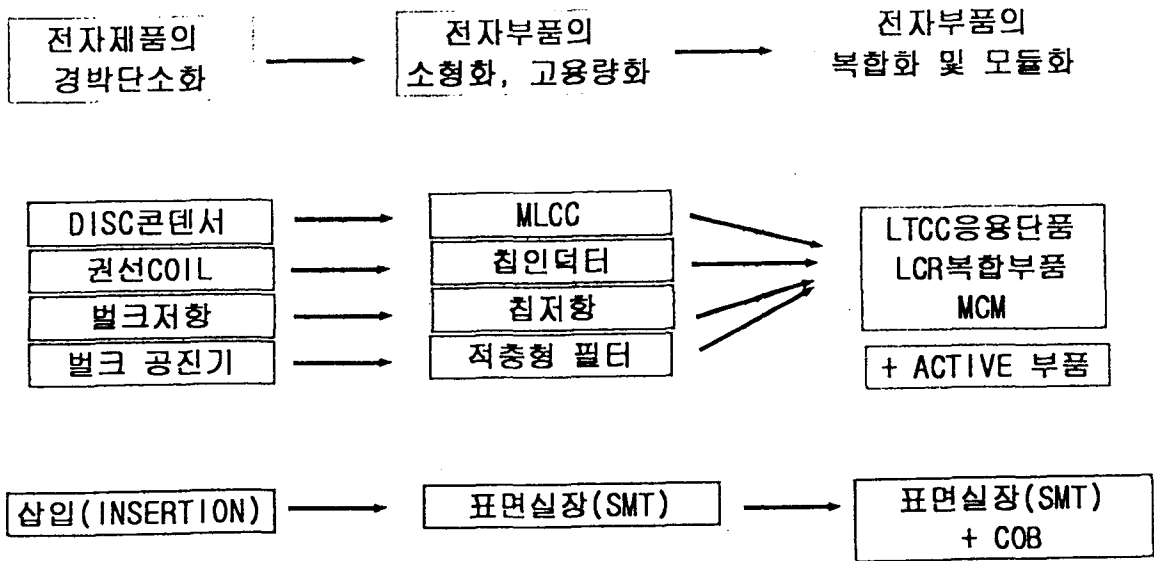 전자제품의
경박단소화
전자부품의
소형화, 고용량화
전자부품의
복합화 및 모듈화
DISC콘덴서
MLCC
권선COIL
칩인덕터
벌크저항
칩저항
벌크 공진기
적층형 필터
LTCC응용단품
LCR복합부품
MCM
+ ACTIVE 부품
삽입(INSERTION)
표면실장(SMT)
표면실장(SMT)
+ COB